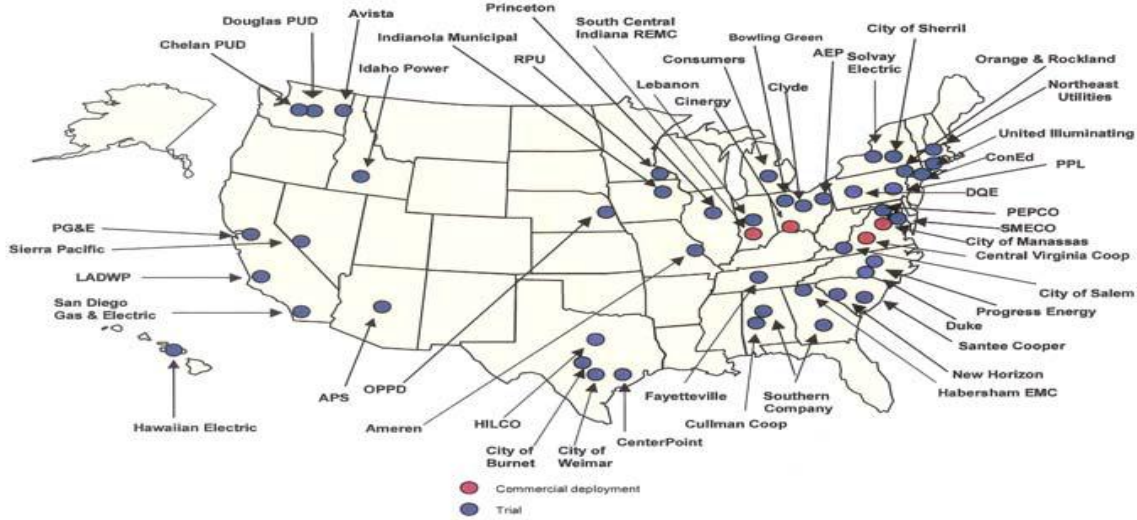 Princeton
Douglas PUD
Avista
South Central
Indiana REMC
Bowling Green
City of Sherril
Chelan PUD
Indianola Municipal
Consumers
AEP
Solvay
Electric
Idaho Power
RPU
Lebanon
Clyde
Orange & Rockland
Cinergy
Northeast
Utilities
United Illuminating
ConEd
PPL
DQE
PEPCO
PG&E
SMECO
Sierra Pacific
City of Manassas
Central Virginia Coop
LADWP
City of Salem
San Diego
Gas & Electric
Progress Energy
Duke
Santee Cooper
New Horizon
APS
OPPD
Fayetteville
Southern
Company
Habersham EMC
Hawaiian Electric
Ameren
HILCO
Cullman Coop
CenterPoint
City of
Burnet
City of
Weimar
Commercial deployment
Trial